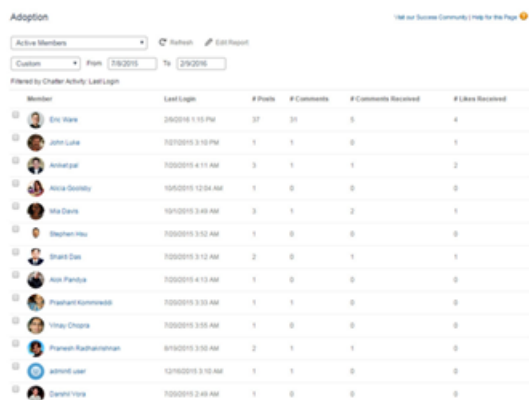 Adoption
Visit our Success Community | Help for this Page
Active Members Refresh Edit Report
Custom From 7/8/2015 To 2/9/2016
Filtered by Chatter Activity: Last Login
Member Last Login # Posts # Comments # Comments Received # Likes Received
Eric Ware 2/9/2016 1:15 PM 37 31 5 4
John Luke 7/27/2015 3:10 PM 1 1 0 1
Aniket pal 7/20/2015 4:11 AM 3 1 1 2
Alicia Goolsby 10/5/2015 12:04 AM 1 0 0 0
Mia Davis 10/1/2015 3:49 AM 3 1 2 1
Stephen Hsu 7/20/2015 3:52 AM 1 0 0 0
Shakti Das 7/20/2015 3:12 AM 2 0 1 1
Alok Pandya 7/20/2015 4:13 AM 1 0 0 0
Prashant Kommireddi 7/20/2015 3:33 AM 1 1 0 0
Vinay Chopra 7/20/2015 3:55 AM 1 0 0 0
Pranesh Radhakrishnan 8/19/2015 3:50 AM 2 1 1 0
admin6 user 12/16/2015 3:10 AM 1 1 0 0
Darshit Vora 7/20/2015 2:49 AM 1 0 0 0